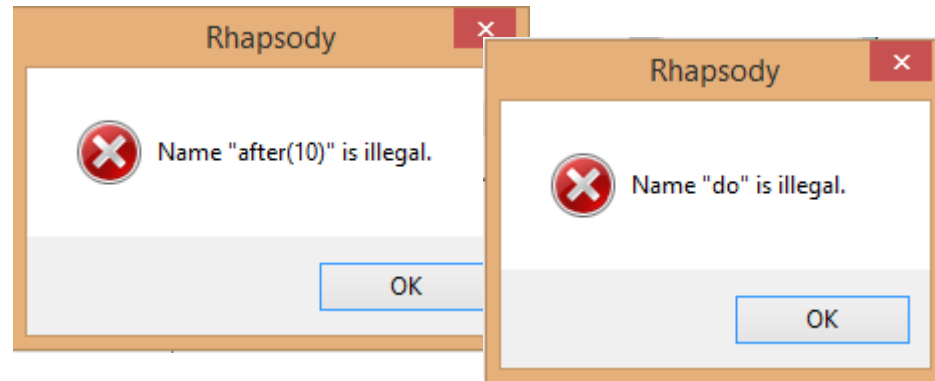 Rhapsody
Name "after(10)" is illegal.
OK
Rhapsody
Name "do" is illegal.
OK